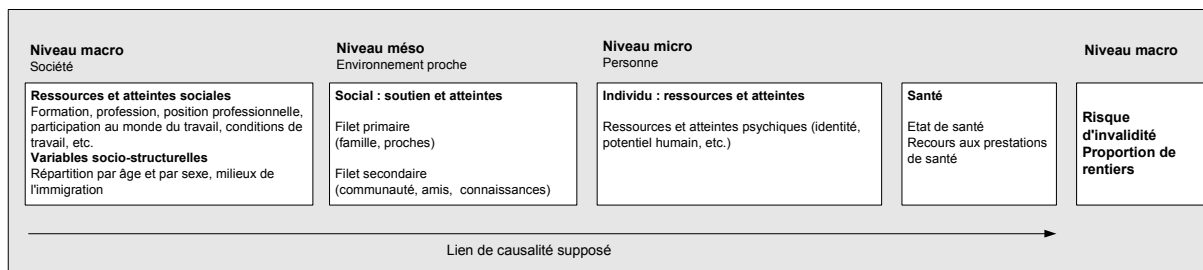 Niveau macro
Société
Ressources et atteintes sociales
Formation, profession, position professionnelle,
participation au monde du travail, conditions de
travail, etc.
Variables socio-structurelles
Répartition par âge et par sexe, milieux de
l'immigration
Niveau méso
Environnement proche
Social : soutien et atteintes
Filet primaire
(famille, proches)
Filet secondaire
(communauté, amis, connaissances)
Niveau micro
Personne
Individu : ressources et atteintes
Ressources et atteintes psychiques (identité,
potentiel humain, etc.)
Santé
Etat de santé
Recours aux prestations
de santé
Niveau macro
Risque
d'invalidité
Proportion de
rentiers
Lien de causalité supposé